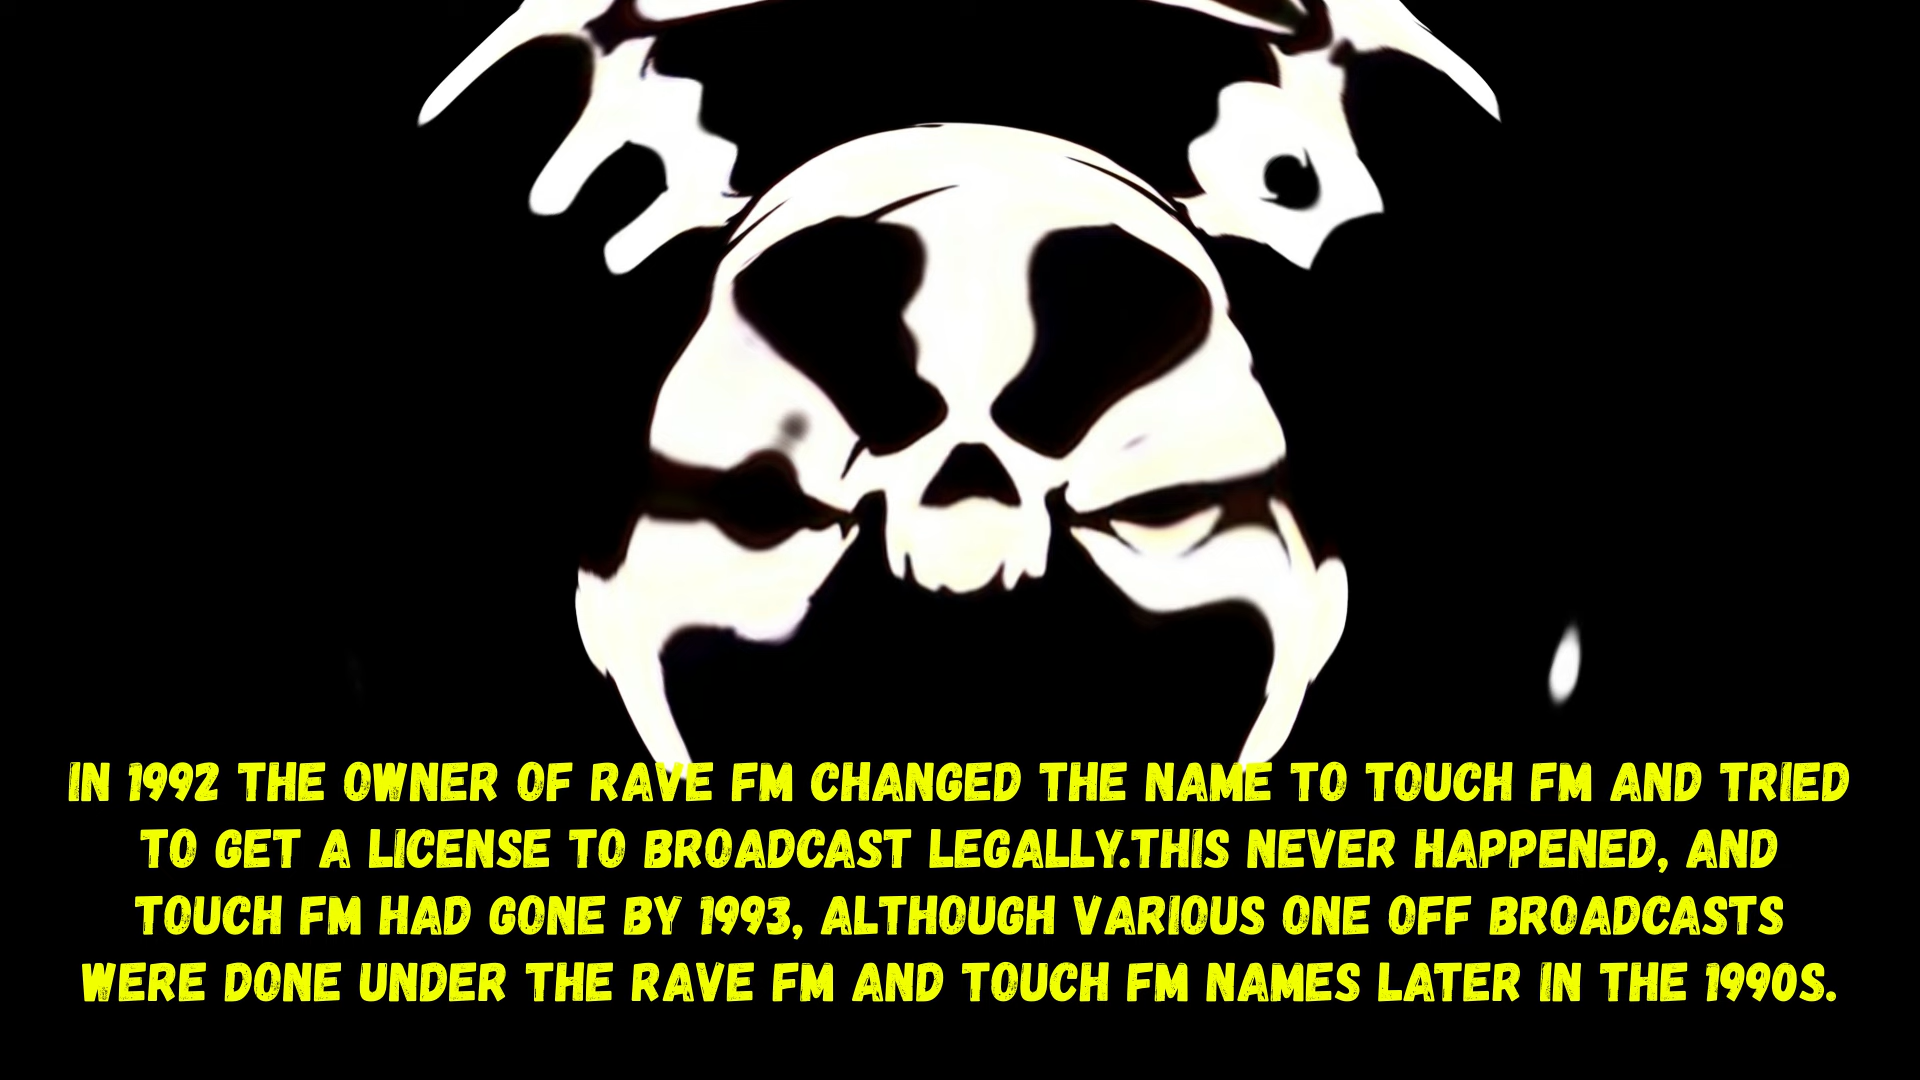 IN 1992 THE OWNER OF RAVE FM CHANGED THE NAME TO TOUCH FM AND TRIED
TO GET A LICENSE TO BROADCAST LEGALLY.THIS NEVER HAPPENED, AND
TOUCH FM HAD GONE BY 1993, ALTHOUGH VARIOUS ONE OFF BROADCASTS
WERE DONE UNDER THE RAVE FM AND TOUCH FM NAMES LATER IN THE 1990S.